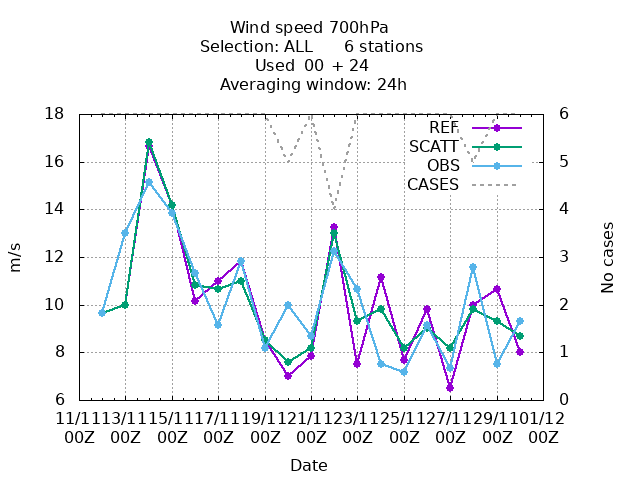 Wind speed 700hPa
Selection: ALL 6 stations
Used 00 + 24
Averaging window: 24h
18 6
REF
SCATT
16 5
OBS
CASES
14 4
12 3
m/s
No cases
10 2
8 1
6 0
11/11 13/11 15/11 17/11 19/11 21/11 23/11 25/11 27/11 29/11 01/12
00Z 00Z 00Z 00Z 00Z 00Z 00Z 00Z 00Z 00Z 00Z
Date